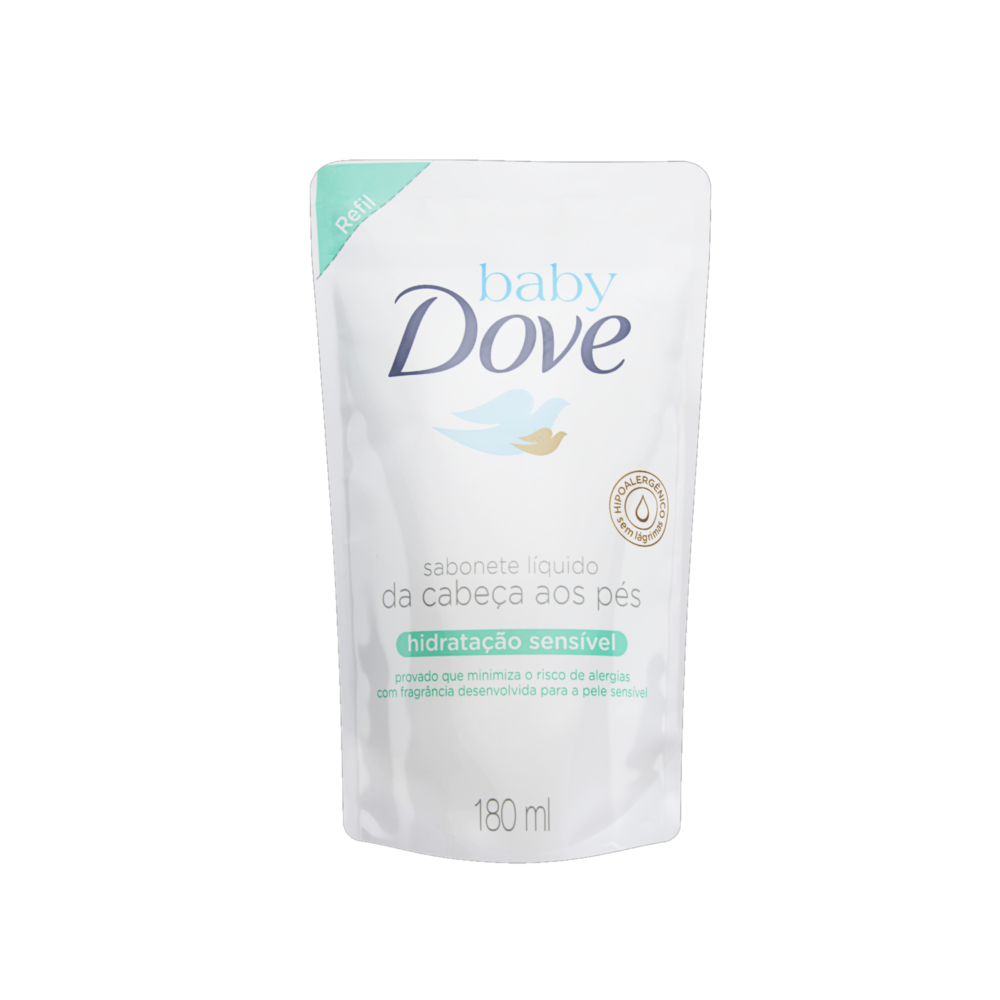 Refil
baby
Dove
HIPOALERGÊNICO
sem lágrimas
sabonete líquido
da cabeça aos pés
hidratação sensível
provado que minimiza o risco de alergias
com fragrância desenvolvida para a pele sensível
180 ml